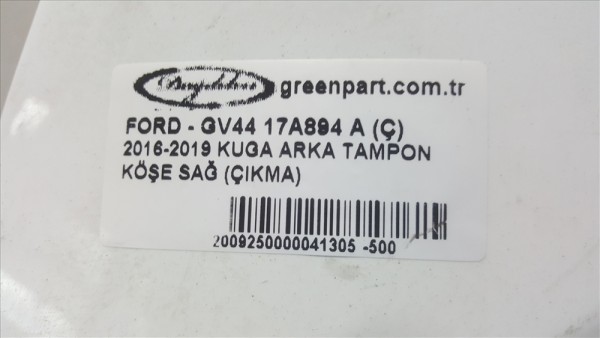 greenpart.com.tr
FORD - GV44 17A894 A (Ç)
2016-2019 KUGA ARKA TAMPON
KÖŞE SAĞ (ÇIKMA)
2009250000041305 -500